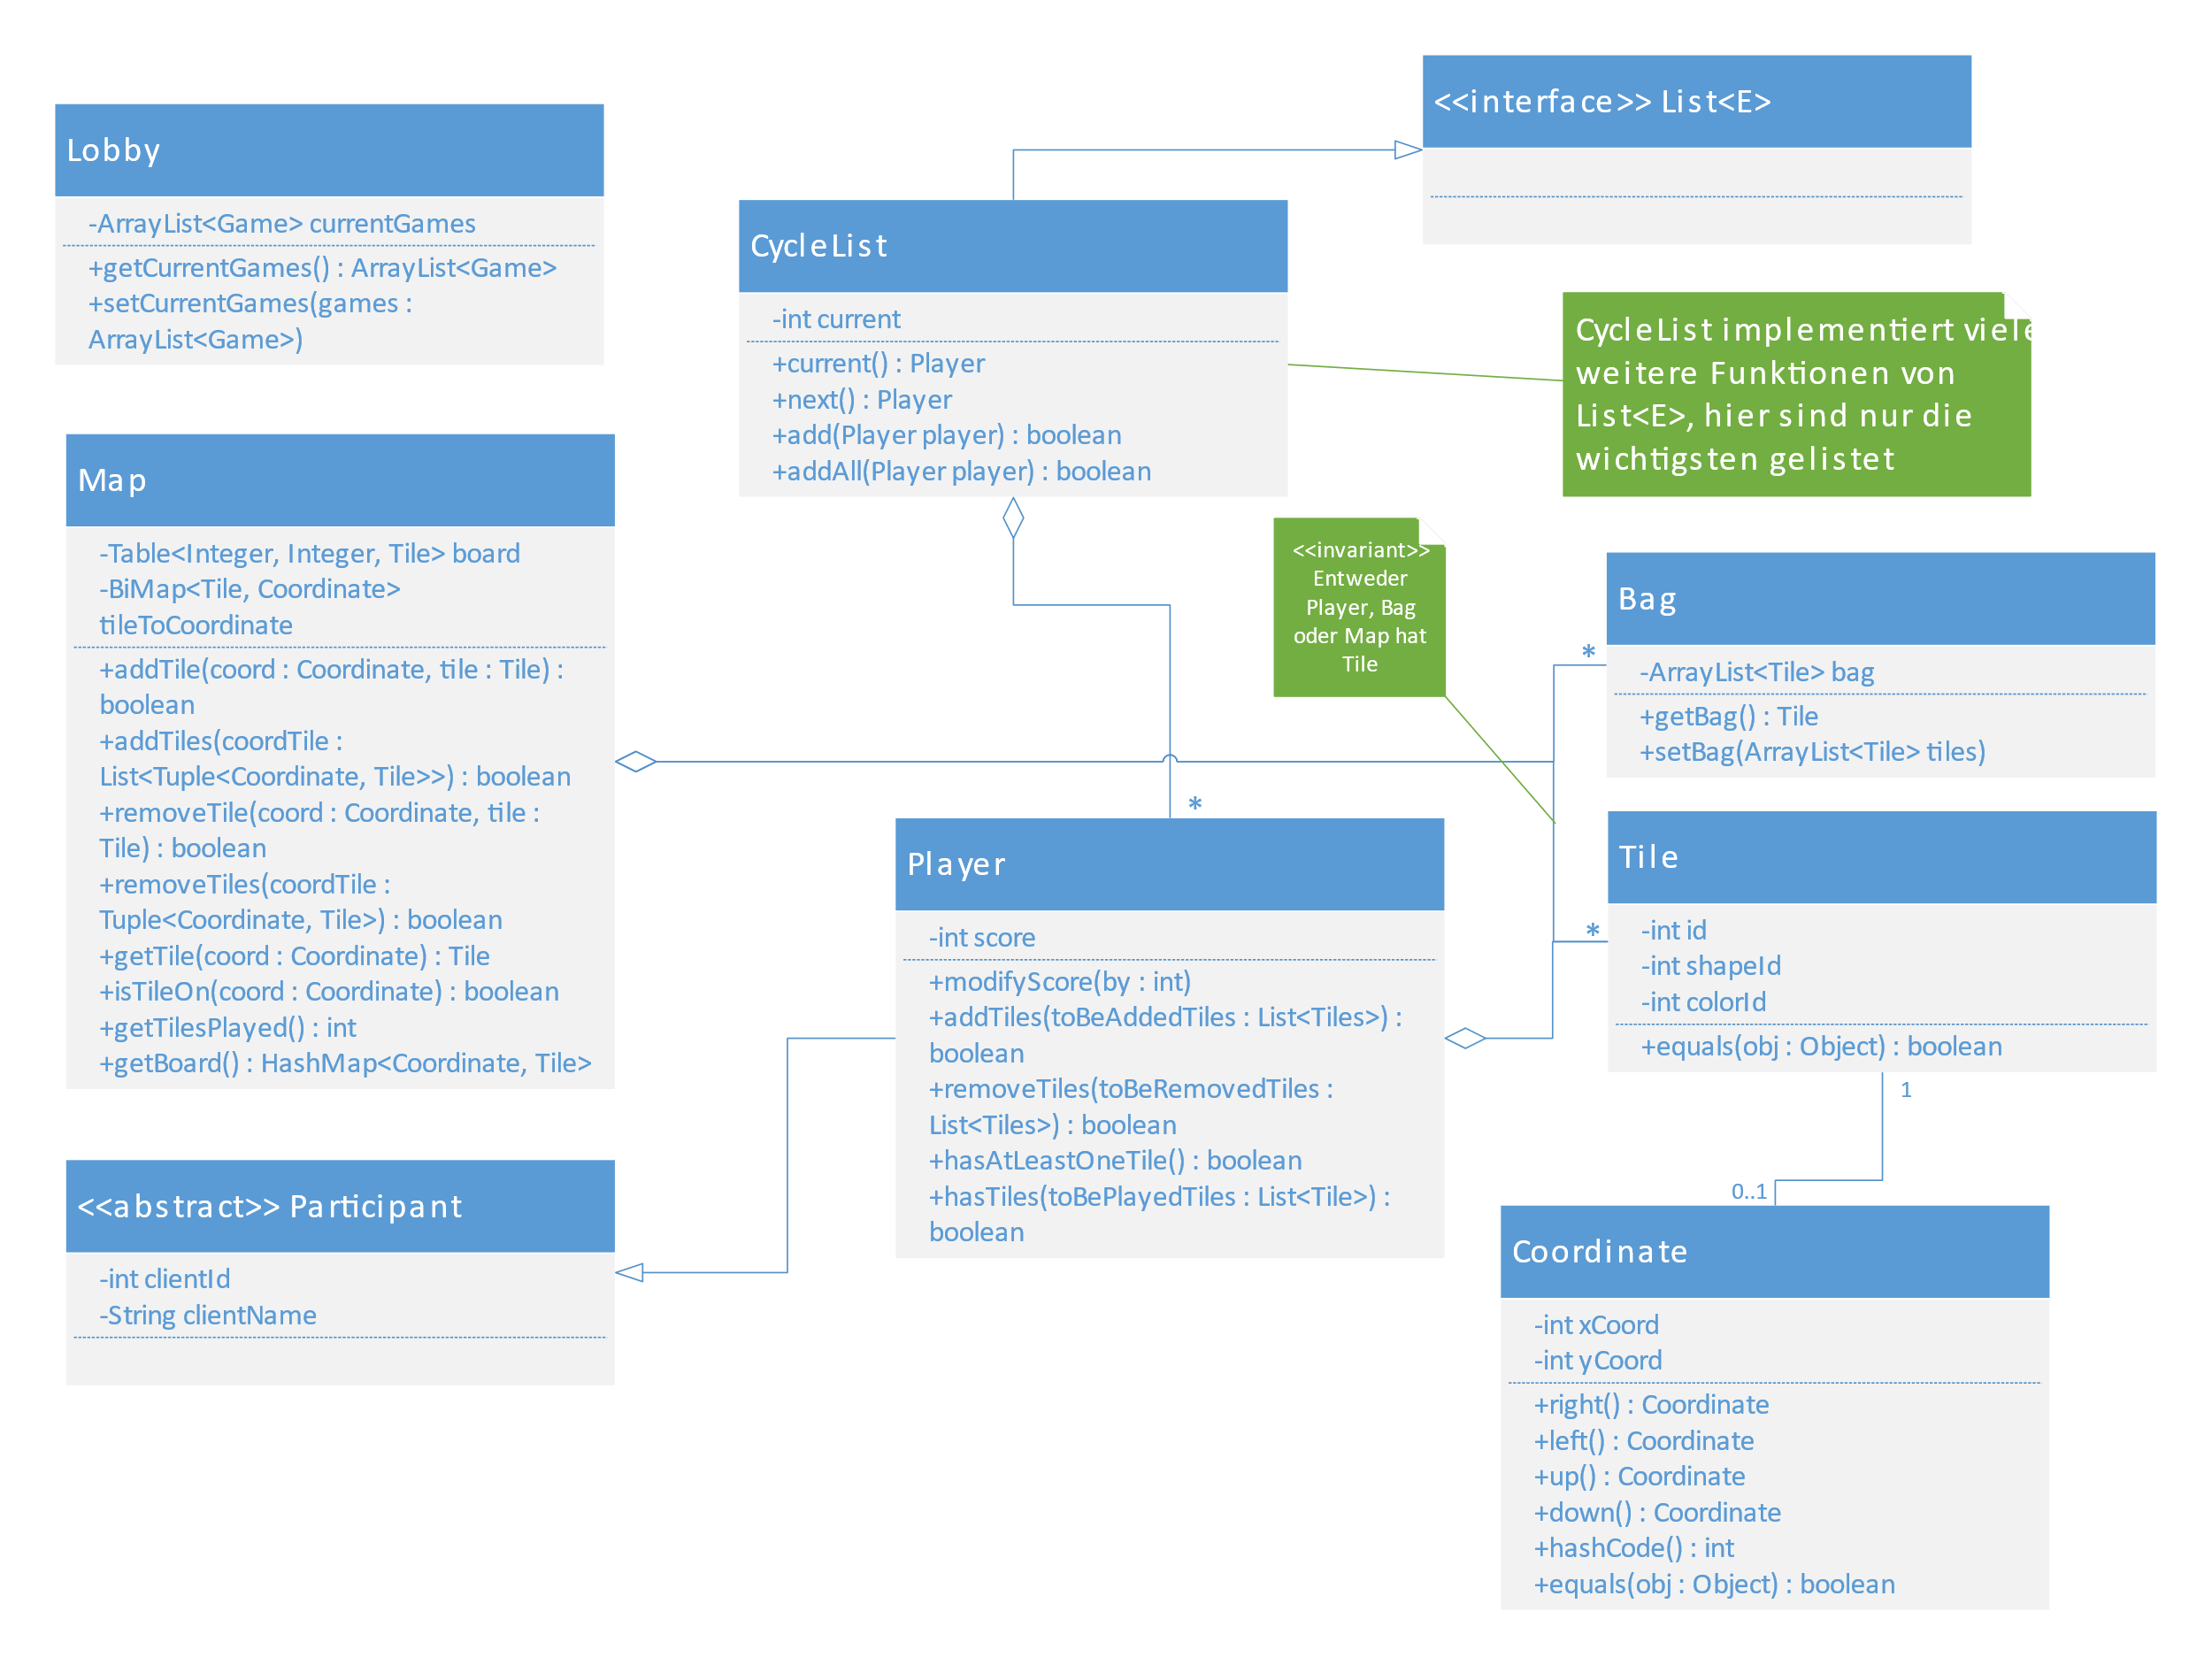 Lobby
-ArrayList<Game> currentGames
+getCurrentGames() : ArrayList<Game>
+setCurrentGames(games :
ArrayList<Game>)
<<interface>> List<E>
CycleList
-int current
+current() : Player
+next() : Player
+add(Player player) : boolean
+addAll(Player player) : boolean
CycleList implementiert viele
weitere Funktionen von
List<E>, hier sind nur die
wichtigsten gelistet
Map
-Table<Integer, Integer, Tile> board
-BiMap<Tile, Coordinate>
tileToCoordinate
+addTile(coord : Coordinate, tile : Tile) :
boolean
+addTiles(coordTile :
List<Tuple<Coordinate, Tile>>) : boolean
+removeTile(coord : Coordinate, tile :
Tile) : boolean
+removeTiles(coordTile :
Tuple<Coordinate, Tile>) : boolean
+getTile(coord : Coordinate) : Tile
+isTileOn(coord : Coordinate) : boolean
+getTilesPlayed() : int
+getBoard() : HashMap<Coordinate, Tile>
<<invariant>>
Entweder
Player, Bag
oder Map hat
Tile
*
Bag
-ArrayList<Tile> bag
+getBag() : Tile
+setBag(ArrayList<Tile> tiles)
*
Player
-int score
+modifyScore(by : int)
+addTiles(toBeAddedTiles : List<Tiles>) :
boolean
+removeTiles(toBeRemovedTiles :
List<Tiles>) : boolean
+hasAtLeastOneTile() : boolean
+hasTiles(toBePlayedTiles : List<Tile>) :
boolean
*
Tile
-int id
-int shapeId
-int colorId
+equals(obj : Object) : boolean
1
0..1
<<abstract>> Participant
-int clientId
-String clientName
Coordinate
-int xCoord
-int yCoord
+right() : Coordinate
+left() : Coordinate
+up() : Coordinate
+down() : Coordinate
+hashCode() : int
+equals(obj : Object) : boolean